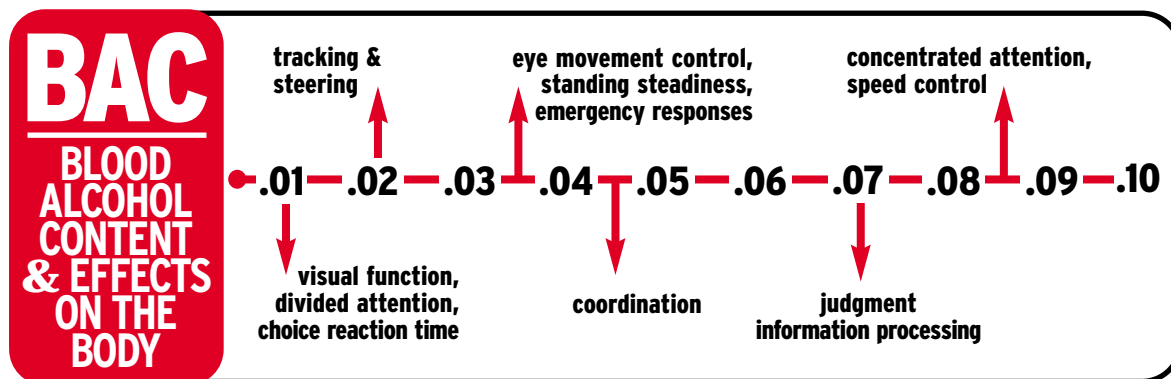 BAC
BLOOD
ALCOHOL
CONTENT
& EFFECTS
ON THE
BODY
tracking &
steering
eye movement control,
standing steadiness,
emergency responses
concentrated attention,
speed control
.01 .02 .03 .04 .05 .06 .07 .08 .09 .10
visual function,
divided attention,
choice reaction time
coordination
judgment
information processing